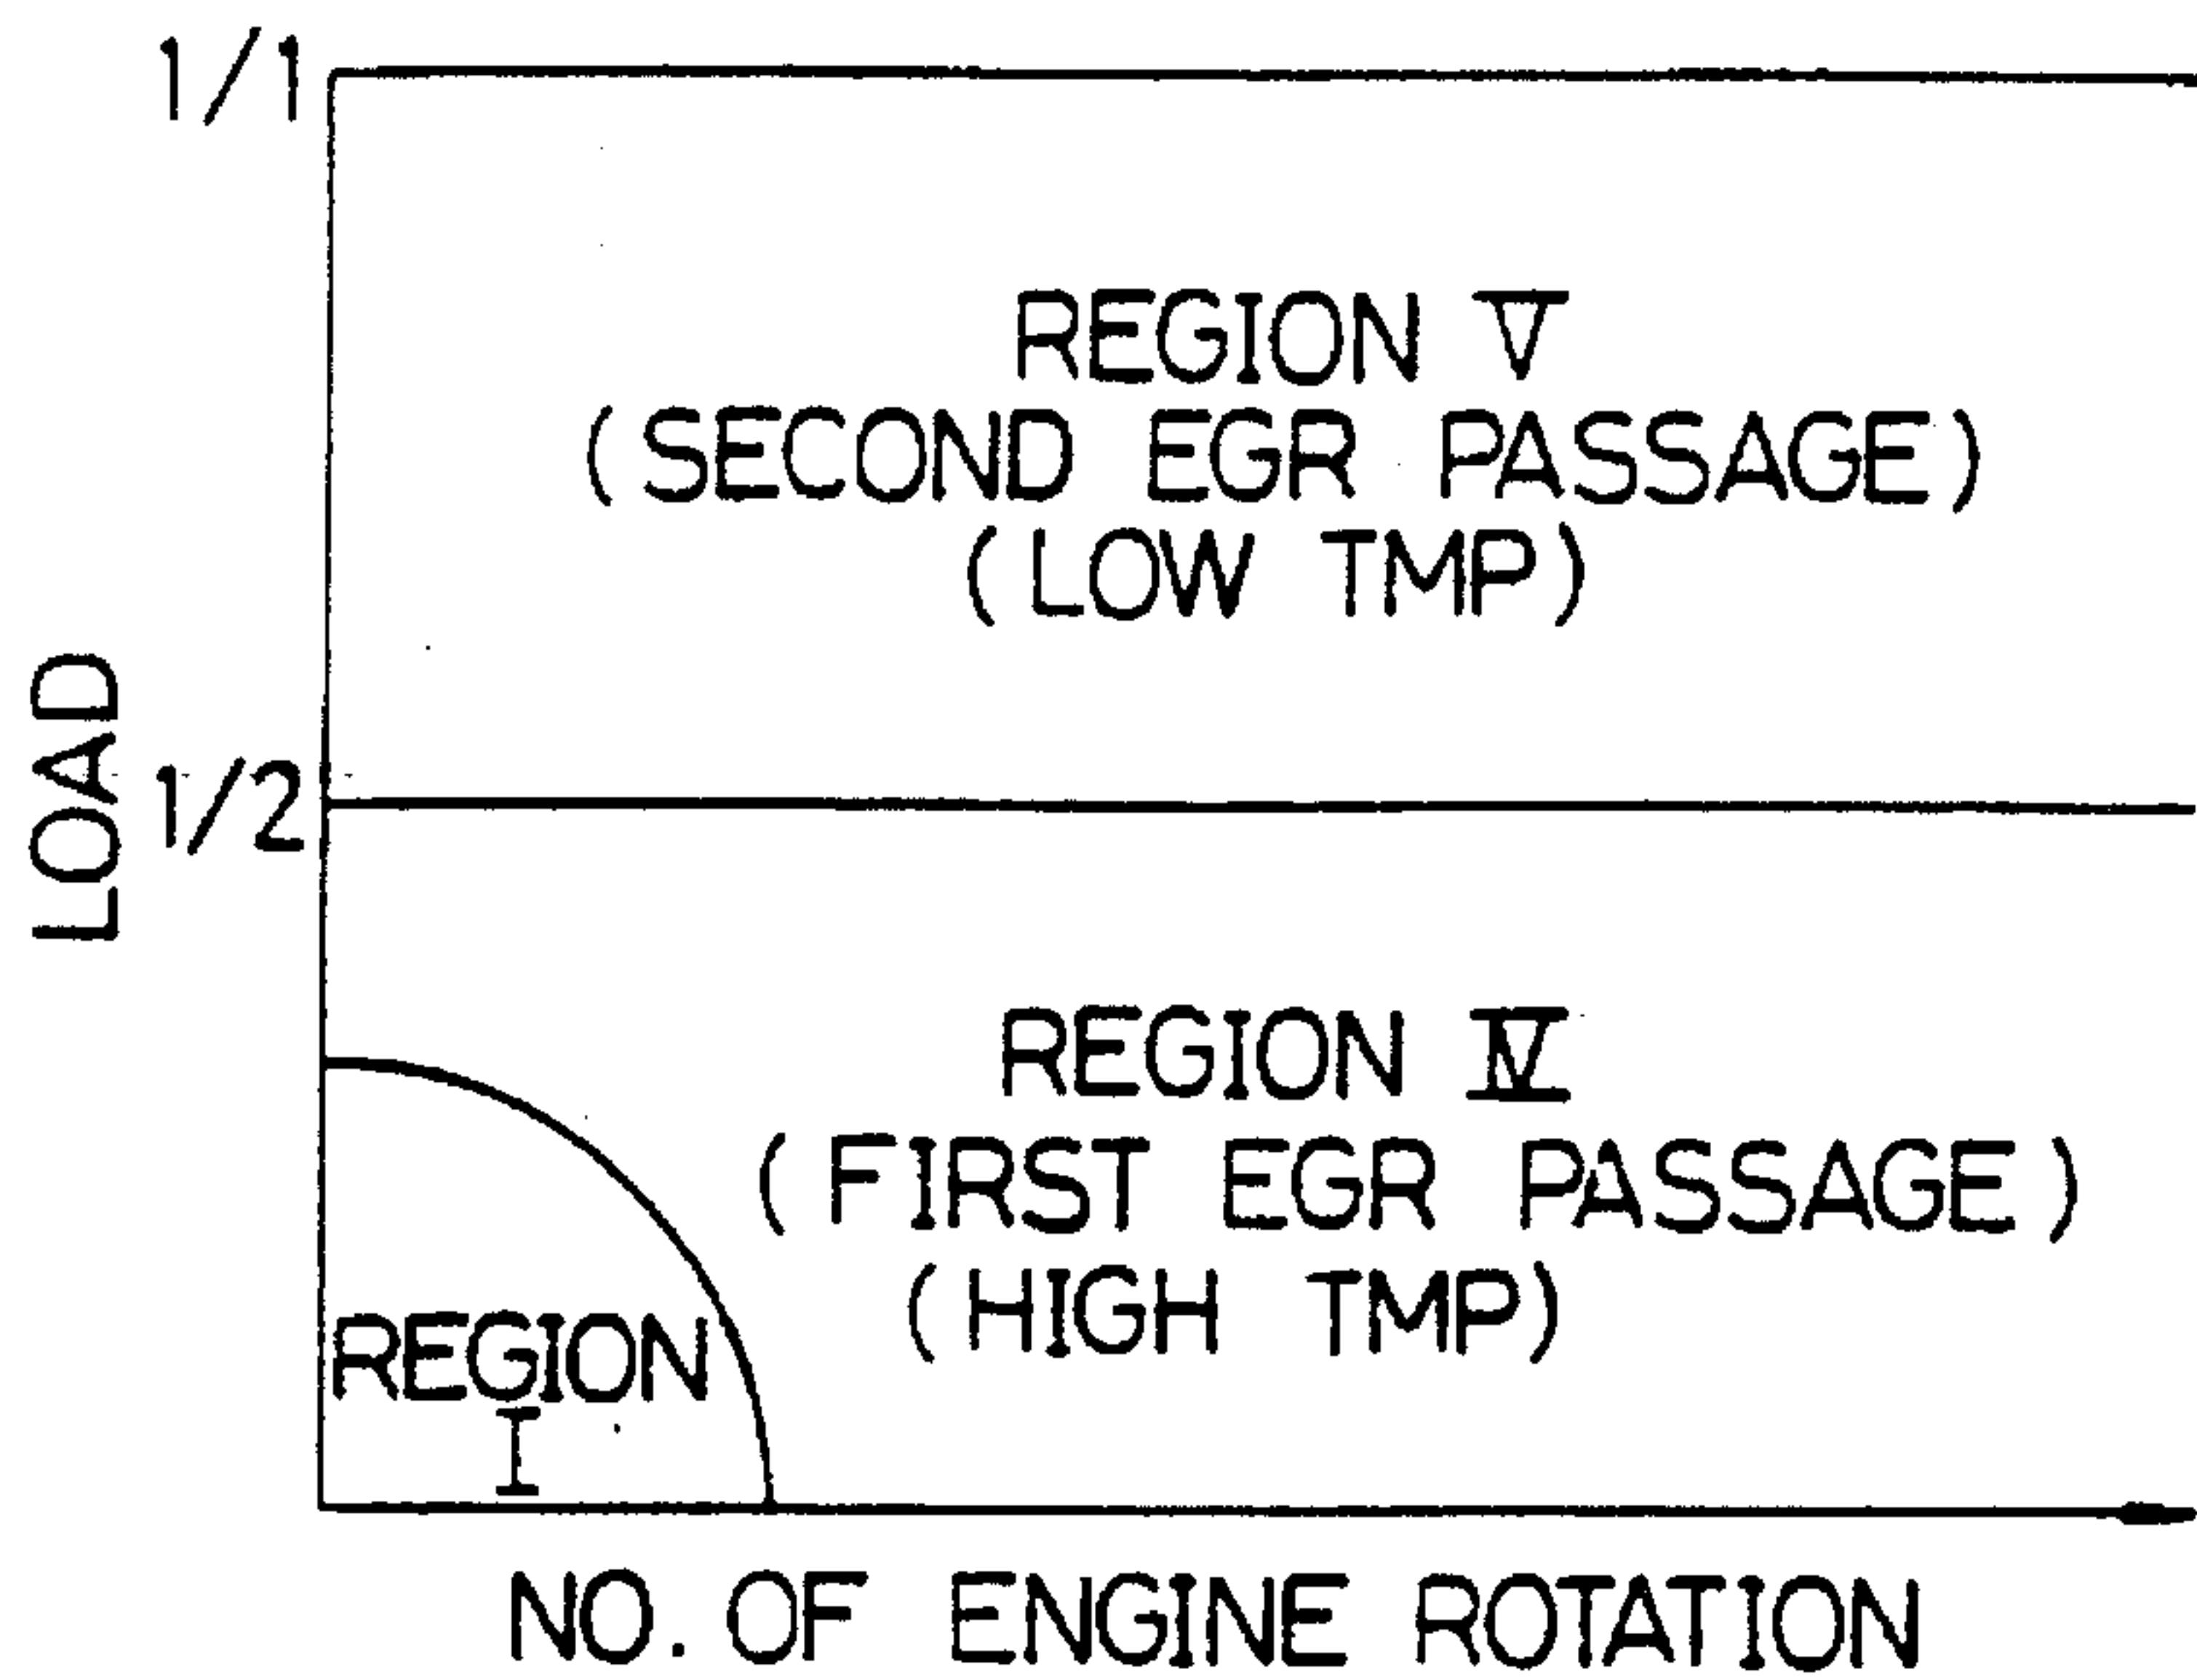 1/1
REGION V
(SECOND EGR PASSAGE)
(LOW TMP)
LOAD
1/2
REGION IV
(FIRST EGR PASSAGE)
(HIGH TMP)
REGION
I
NO. OF ENGINE ROTATION